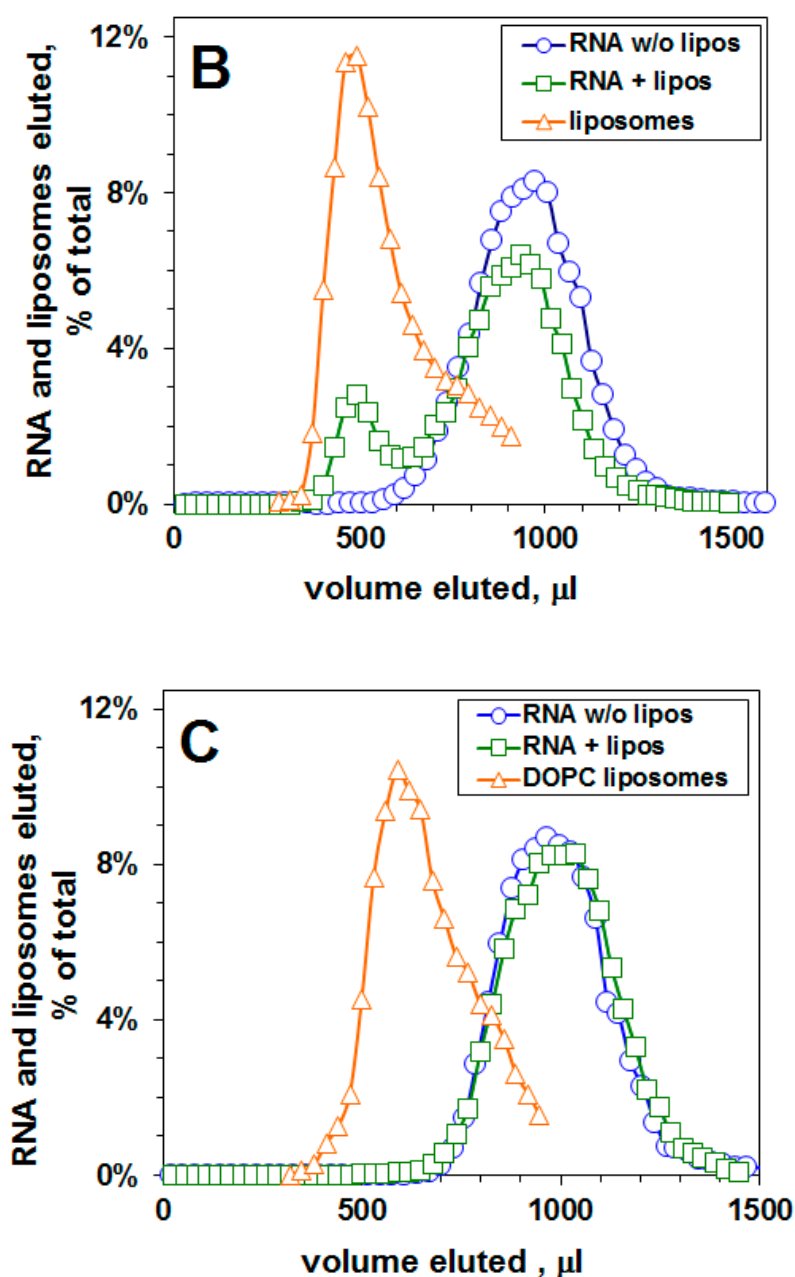 B
RNA w/o lipos
RNA + lipos
liposomes
12%
8%
4%
0%
RNA and liposomes eluted,
% of total
0 500 1000 1500
volume eluted, μl
C
RNA w/o lipos
RNA + lipos
DOPC liposomes
12%
8%
4%
0%
RNA and liposomes eluted,
% of total
0 500 1000 1500
volume eluted , μl